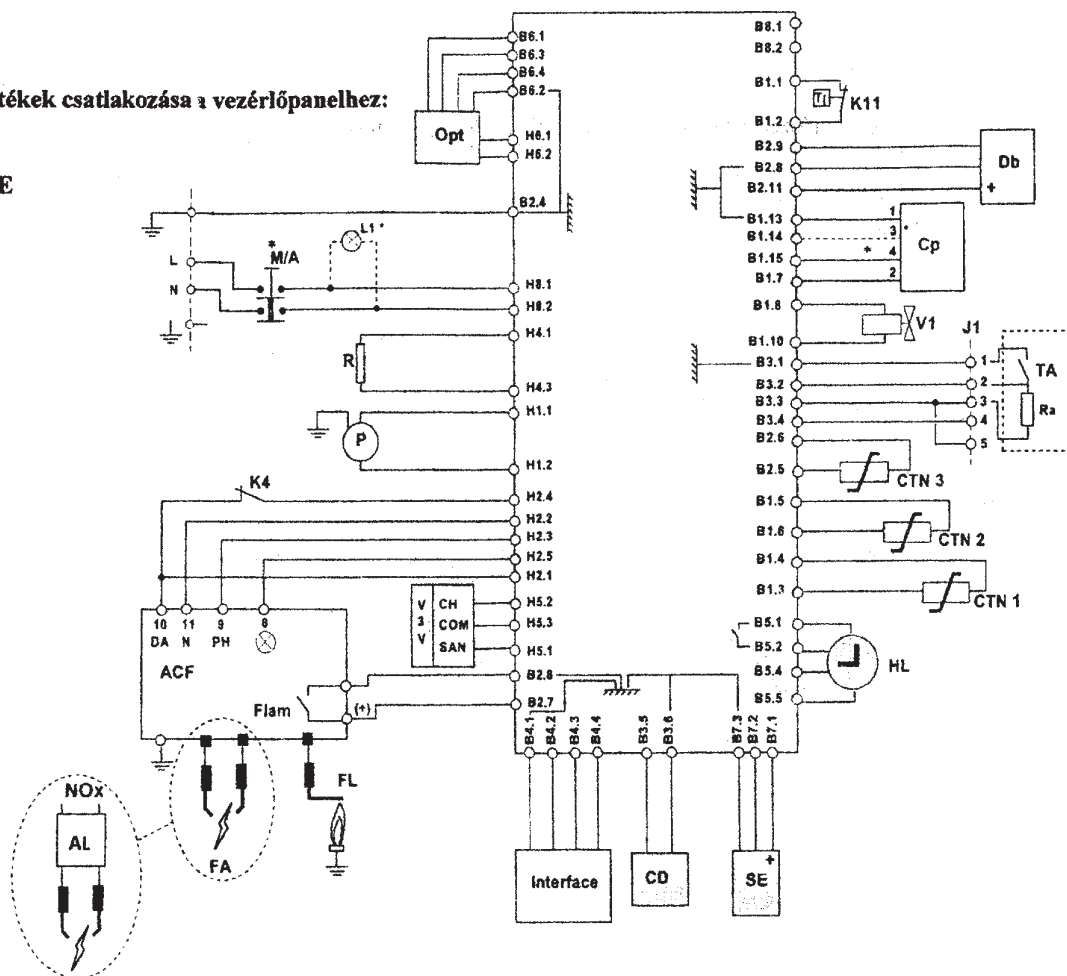 tékek csatlakozása a vezérlőpanelhez:
E
B6.1
B6.3
B6.4
B6.2
Opt
H6.1
H6.2
B2.4
L1 *
*
M/A
L
N
H8.1
H8.2
H4.1
R
H4.3
H1.1
P
H1.2
K4
H2.4
H2.2
H2.3
H2.5
H2.1
V3V
CH
COM
SAN
H5.2
H5.3
H5.1
10
11
9
8
DA
N
PH
ACF
Flam
(+)
B2.8
B2.7
FL
FA
NOx
AL
B4.1
B4.2
B4.3
B4.4
B3.5
B3.6
B7.3
B7.2
B7.1
Interface
CD
SE
+
B8.1
B8.2
B1.1
K11
B1.2
B2.9
B2.8
B2.11
Db
+
B1.13
B1.14
B1.15
B1.7
1
3
*
4
2
Cp
B1.8
V1
B1.10
J1
B3.1
B3.2
B3.3
B3.4
1
2
3
4
5
TA
Ra
B2.6
B2.5
CTN 3
B1.5
B1.6
CTN 2
B1.4
B1.3
CTN 1
B5.1
B5.2
B5.4
B5.5
HL